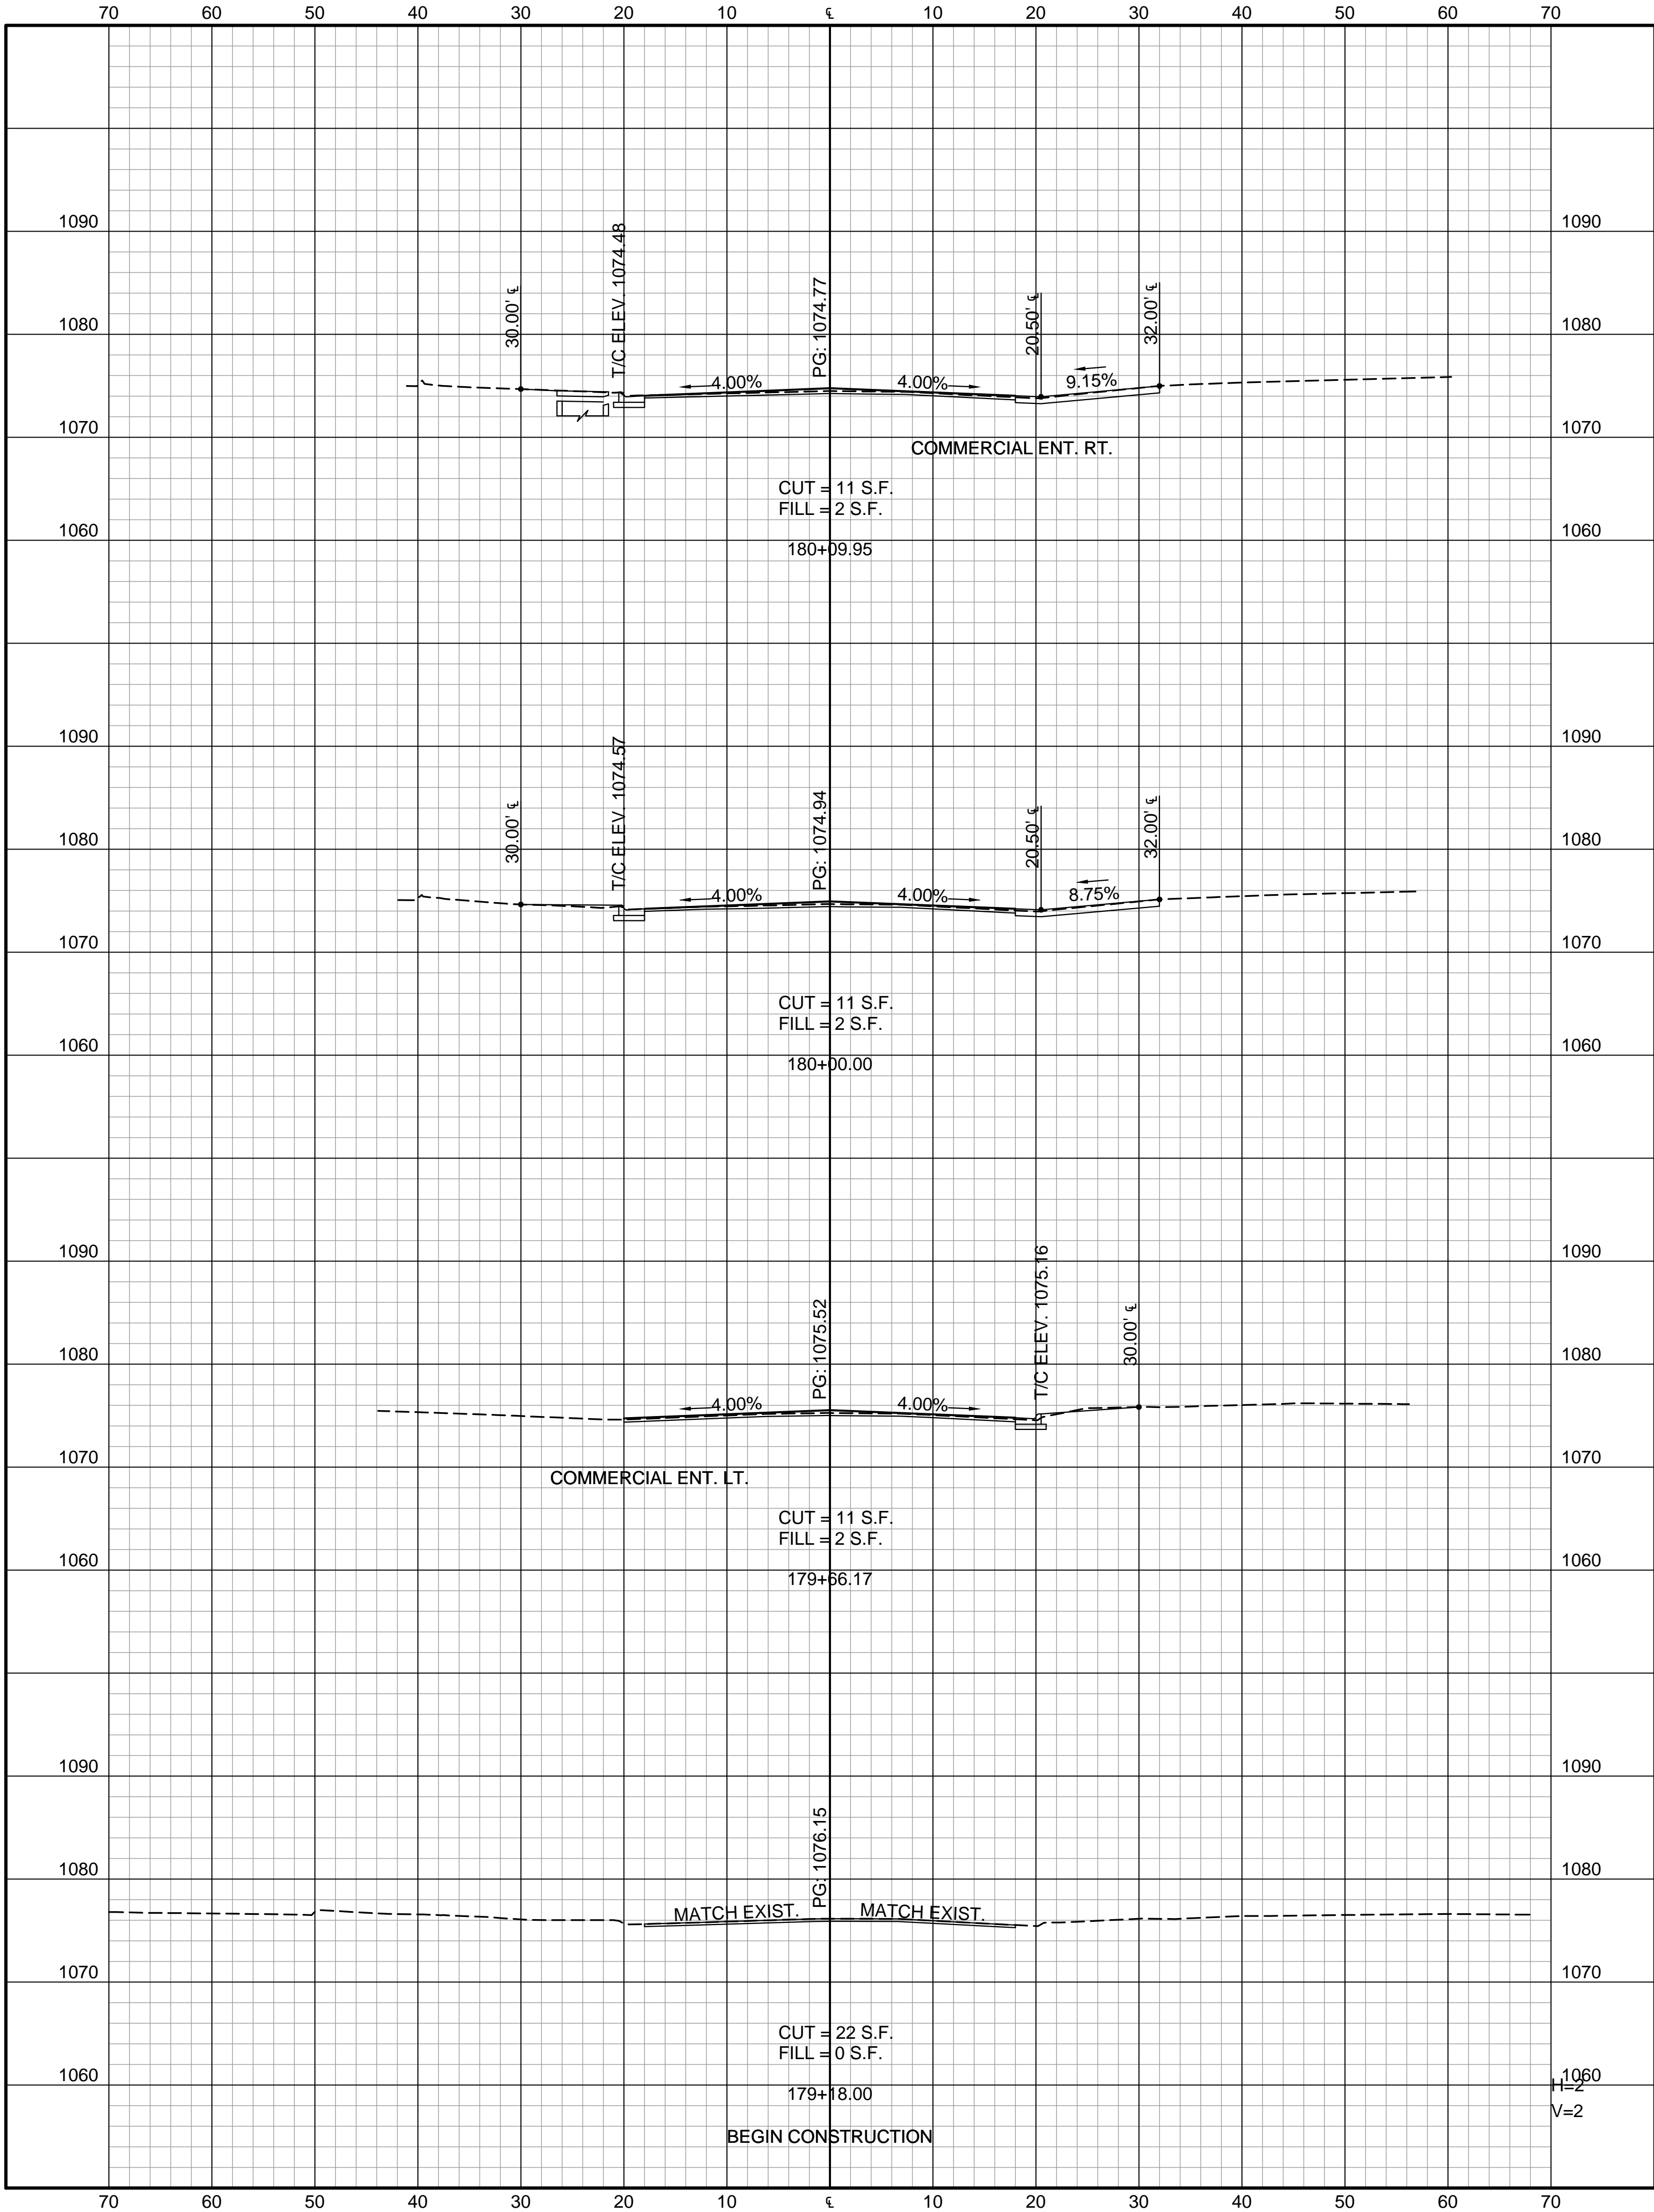 70 60 50 40 30 20 10 ℄ 10 20 30 40 50 60 70
1090 1090
30.00' ℄
T/C ELEV. 1074.48
PG: 1074.77
20.50' ℄
32.00' ℄
1080 1080
4.00% 4.00% 9.15%
1070 1070
COMMERCIAL ENT. RT.
CUT = 11 S.F.
FILL = 2 S.F.
1060 1060
180+09.95
1090 1090
30.00' ℄
T/C ELEV. 1074.57
PG: 1074.94
20.50' ℄
32.00' ℄
1080 1080
4.00% 4.00% 8.75%
1070 1070
CUT = 11 S.F.
FILL = 2 S.F.
1060 1060
180+00.00
1090 1090
PG: 1075.52
T/C ELEV. 1075.16
30.00' ℄
1080 1080
4.00% 4.00%
1070 1070
COMMERCIAL ENT. LT.
CUT = 11 S.F.
FILL = 2 S.F.
1060 1060
179+66.17
1090 1090
PG: 1076.15
1080 1080
MATCH EXIST. MATCH EXIST.
1070 1070
CUT = 22 S.F.
FILL = 0 S.F.
1060 1060
179+18.00
H=2
V=2
BEGIN CONSTRUCTION
70 60 50 40 30 20 10 ℄ 10 20 30 40 50 60 70